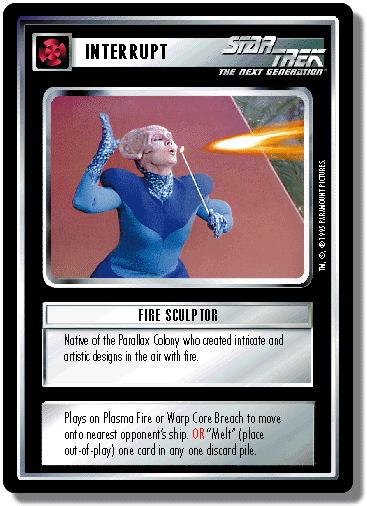 INTERRUPT
STAR TREK
THE NEXT GENERATION™
TM, ©, ® 1995 PARAMOUNT PICTURES.
FIRE SCULPTOR
Native of the Parallax Colony who created intricate and
artistic designs in the air with fire.
Plays on Plasma Fire or Warp Core Breach to move
onto nearest opponent's ship. OR "Melt" (place
out-of-play) one card in any one discard pile.